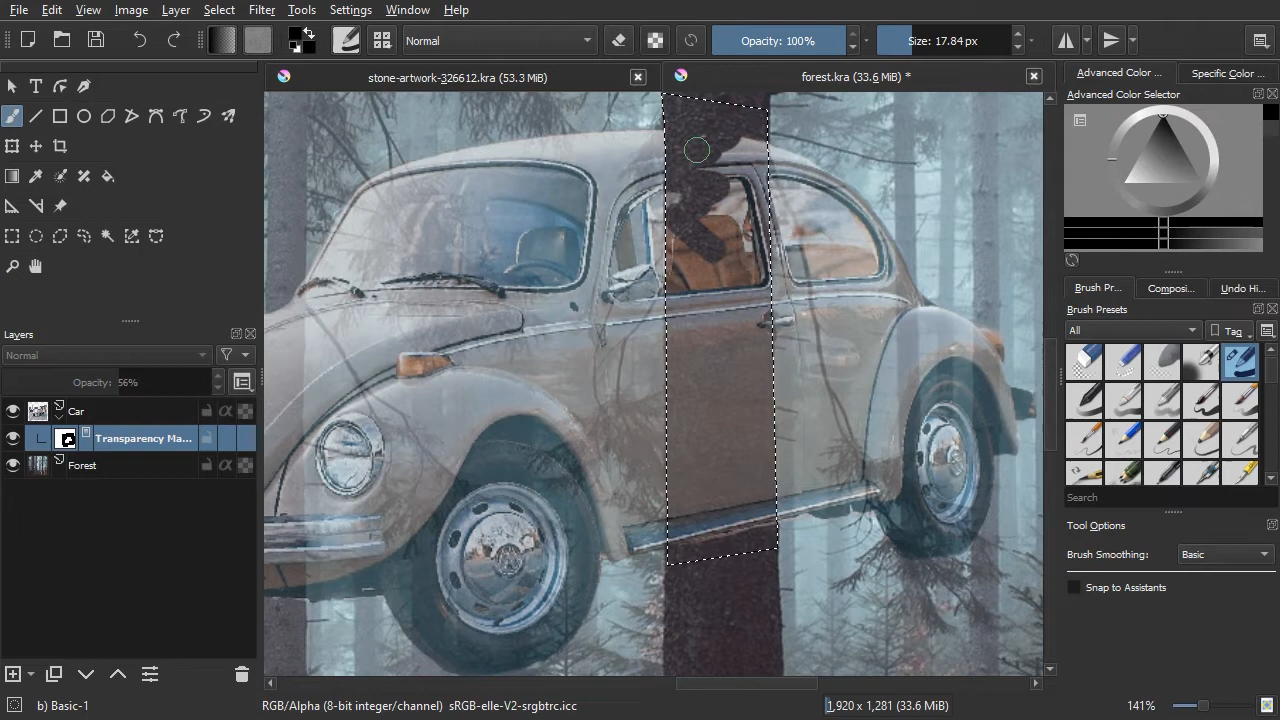 File Edit View Image Layer Select Filter Tools Settings Window Help
Normal
Opacity: 100%
Size: 17.84 px
stone-artwork-326612.kra (53.3 MiB)
forest.kra (33.6 MiB) *
Advanced Color ...
Specific Color ...
Advanced Color Selector
Layers
Normal
Opacity: 56%
Car
Transparency Ma...
Forest
Brush Pr...
Composi...
Undo Hi...
Brush Presets
All
Tag
Search
Tool Options
Brush Smoothing: Basic
Snap to Assistants
b) Basic-1
RGB/Alpha (8-bit integer/channel) sRGB-elle-V2-srgbtrc.icc
1,920 x 1,281 (33.6 MiB)
141%